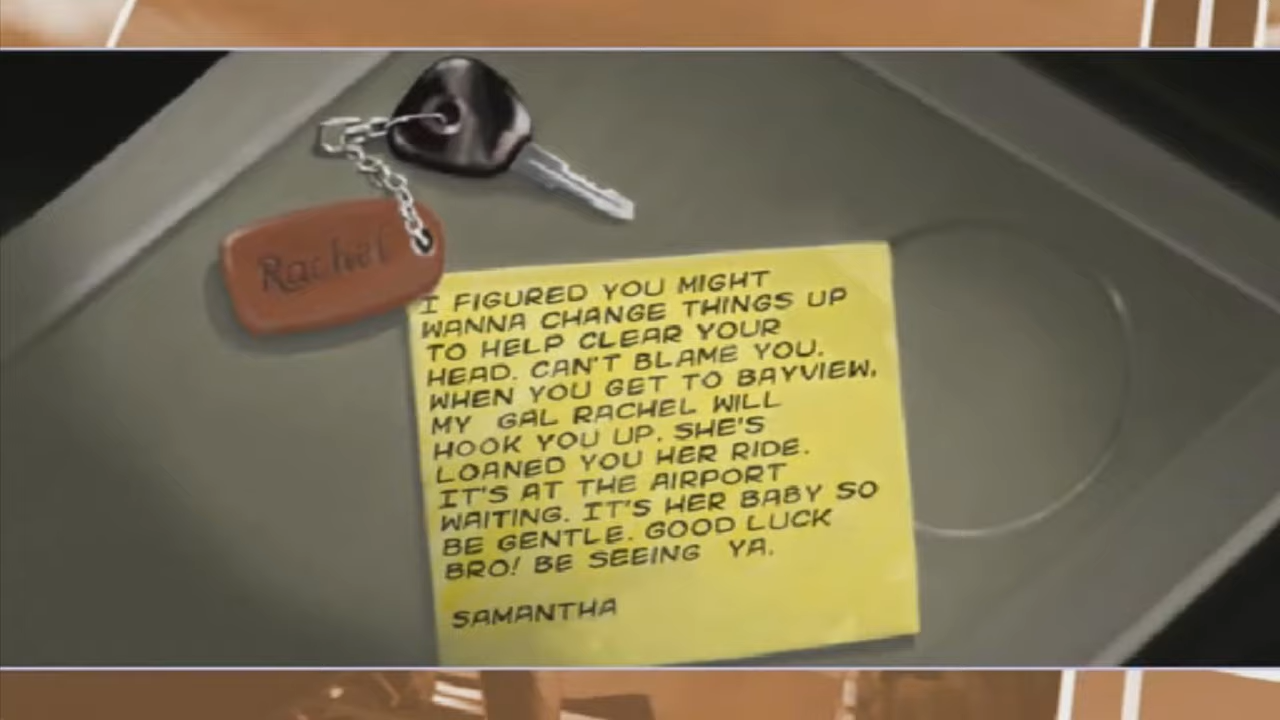 Rachel
I FIGURED YOU MIGHT
WANNA CHANGE THINGS UP
TO HELP CLEAR YOUR
HEAD. CAN'T BLAME YOU.
WHEN YOU GET TO BAYVIEW,
MY GAL RACHEL WILL
HOOK YOU UP. SHE'S
LOANED YOU HER RIDE.
IT'S AT THE AIRPORT
WAITING. IT'S HER BABY SO
BE GENTLE. GOOD LUCK
BRO! BE SEEING YA.
SAMANTHA